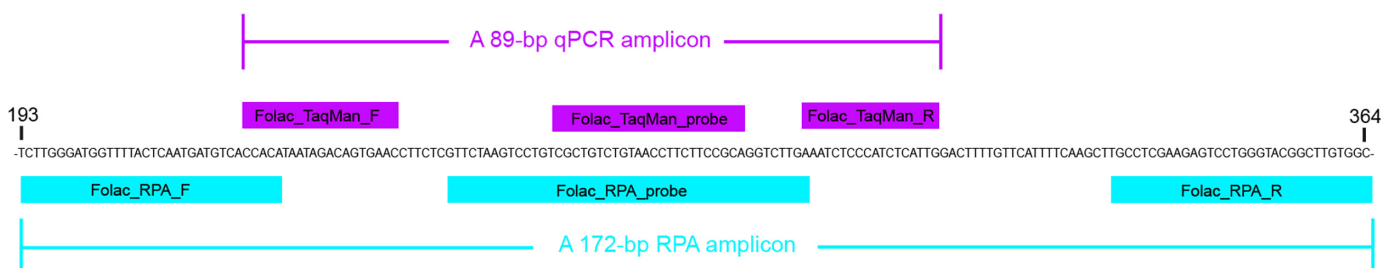 A 89-bp qPCR amplicon
193
Folac_TaqMan_F
Folac_TaqMan_probe
Folac_TaqMan_R
364
-TCTTGGGATGGTTTTACTCAATGATGTCACCACATAATAGACAGTGAACCTTCTCGTTCTAAGTCCTGTCGCTGTCTGTAACCTTCTTCCGCAGGTCTTGAAATCTCCCATCTCATTGGACTTTTGTTCATTTTCAAGCTTGCCTCGAAGAGTCCTGGGTACGGCTTGTGGC-
Folac_RPA_F
Folac_RPA_probe
Folac_RPA_R
A 172-bp RPA amplicon